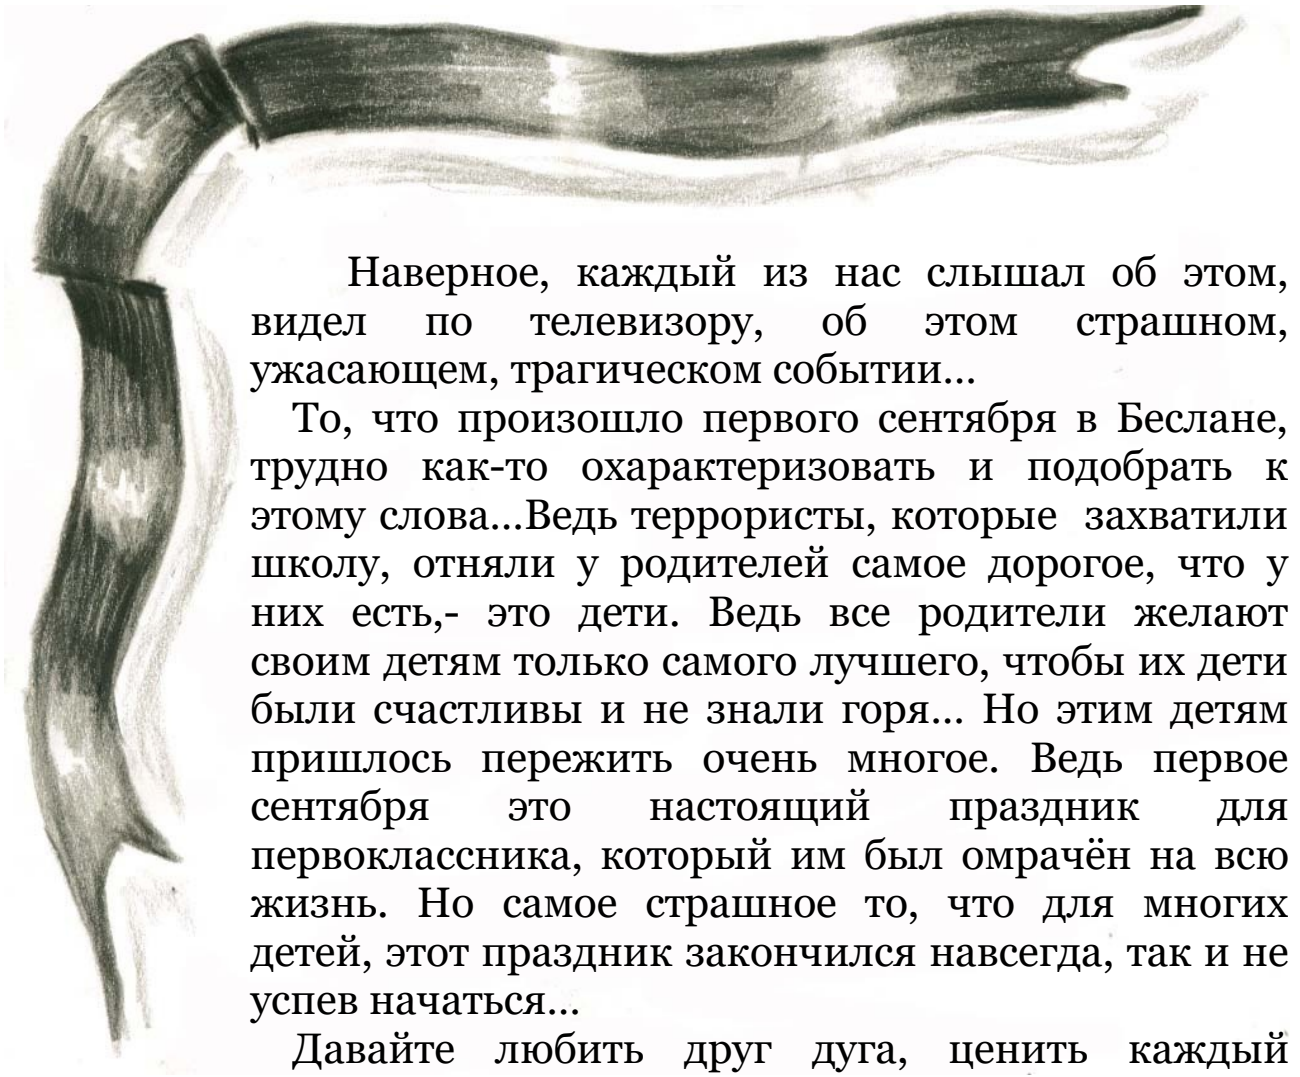 Наверное, каждый из нас слышал об этом,
видел по телевизору, об этом страшном,
ужасающем, трагическом событии...
То, что произошло первого сентября в Беслане,
трудно как-то охарактеризовать и подобрать к
этому слова...Ведь террористы, которые захватили
школу, отняли у родителей самое дорогое, что у
них есть,- это дети. Ведь все родители желают
своим детям только самого лучшего, чтобы их дети
были счастливы и не знали горя... Но этим детям
пришлось пережить очень многое. Ведь первое
сентября это настоящий праздник для
первоклассника, который им был омрачён на всю
жизнь. Но самое страшное то, что для многих
детей, этот праздник закончился навсегда, так и не
успев начаться...
Давайте любить друг дуга, ценить каждый